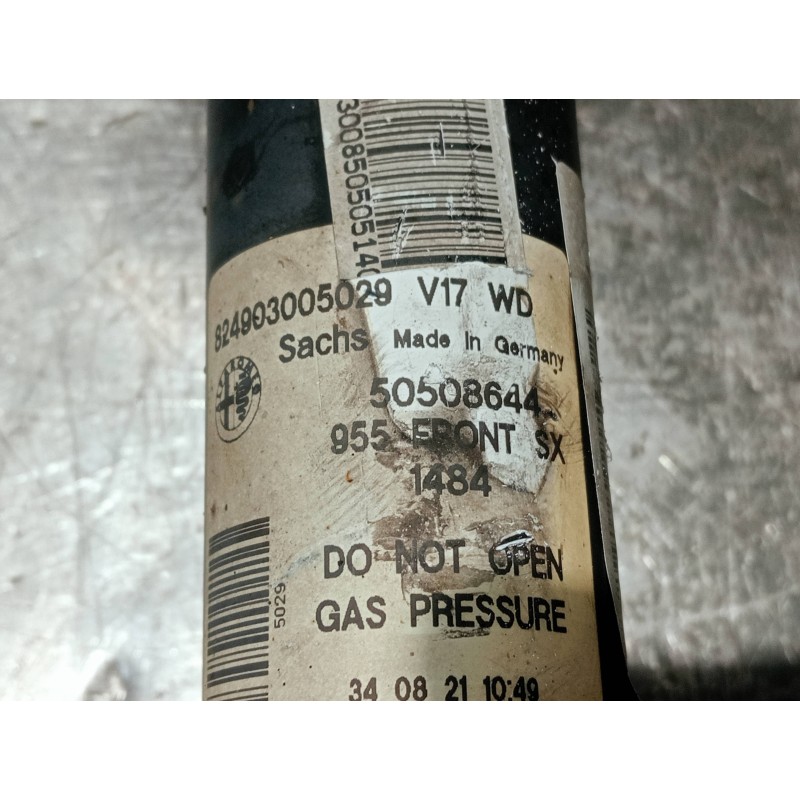 30085050514
824903005029 V17 WD
Sachs Made In Germany
50508644
955 FRONT SX
1484
DO NOT OPEN
GAS PRESSURE
5029
34 08 21 10:49